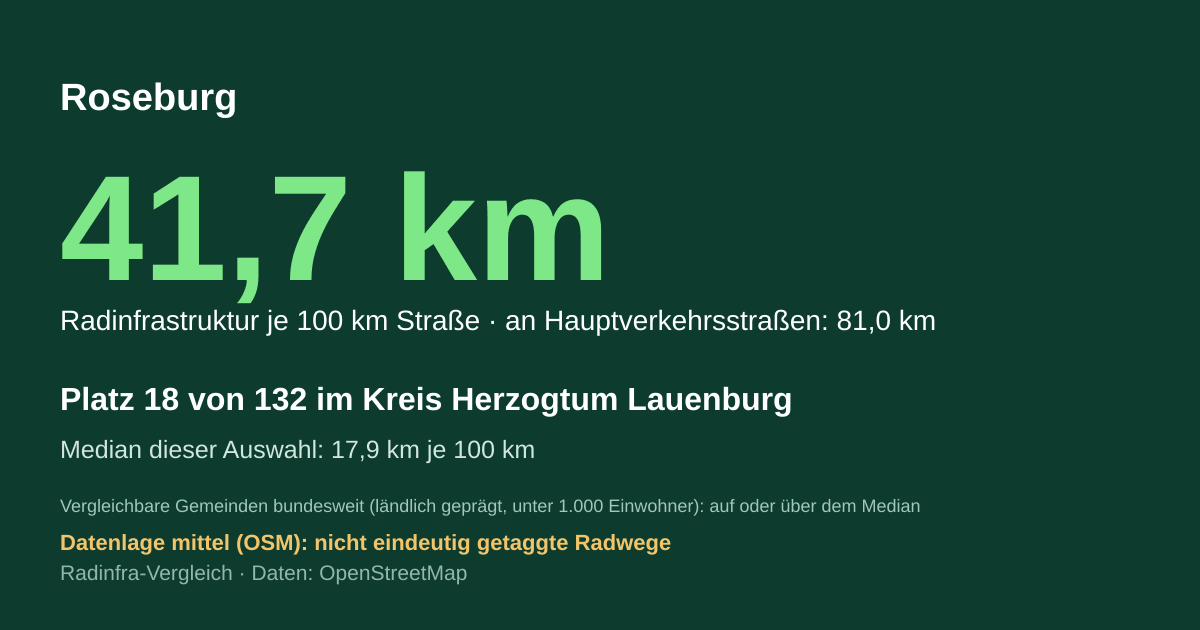 Roseburg
41,7 km
Radinfrastruktur je 100 km Straße · an Hauptverkehrsstraßen: 81,0 km
Platz 18 von 132 im Kreis Herzogtum Lauenburg
Median dieser Auswahl: 17,9 km je 100 km
Vergleichbare Gemeinden bundesweit (ländlich geprägt, unter 1.000 Einwohner): auf oder über dem Median
Datenlage mittel (OSM): nicht eindeutig getaggte Radwege
Radinfra-Vergleich · Daten: OpenStreetMap